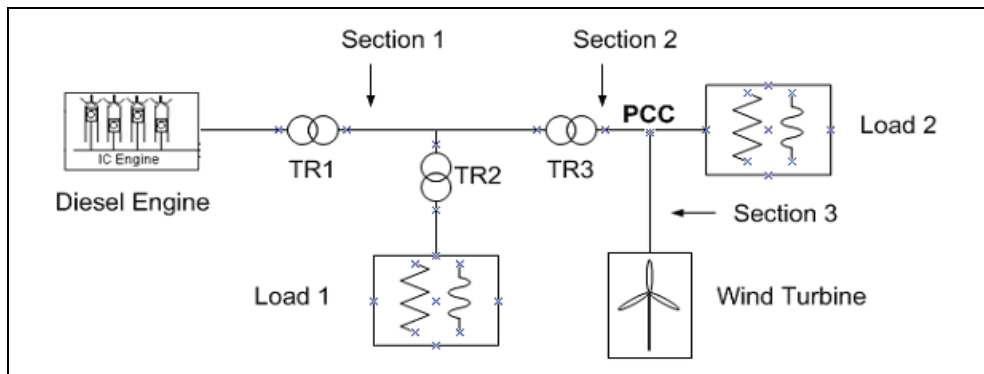 Section 1
Section 2
PCC
IC Engine
TR1
TR2
TR3
Load 2
Diesel Engine
Section 3
Load 1
Wind Turbine